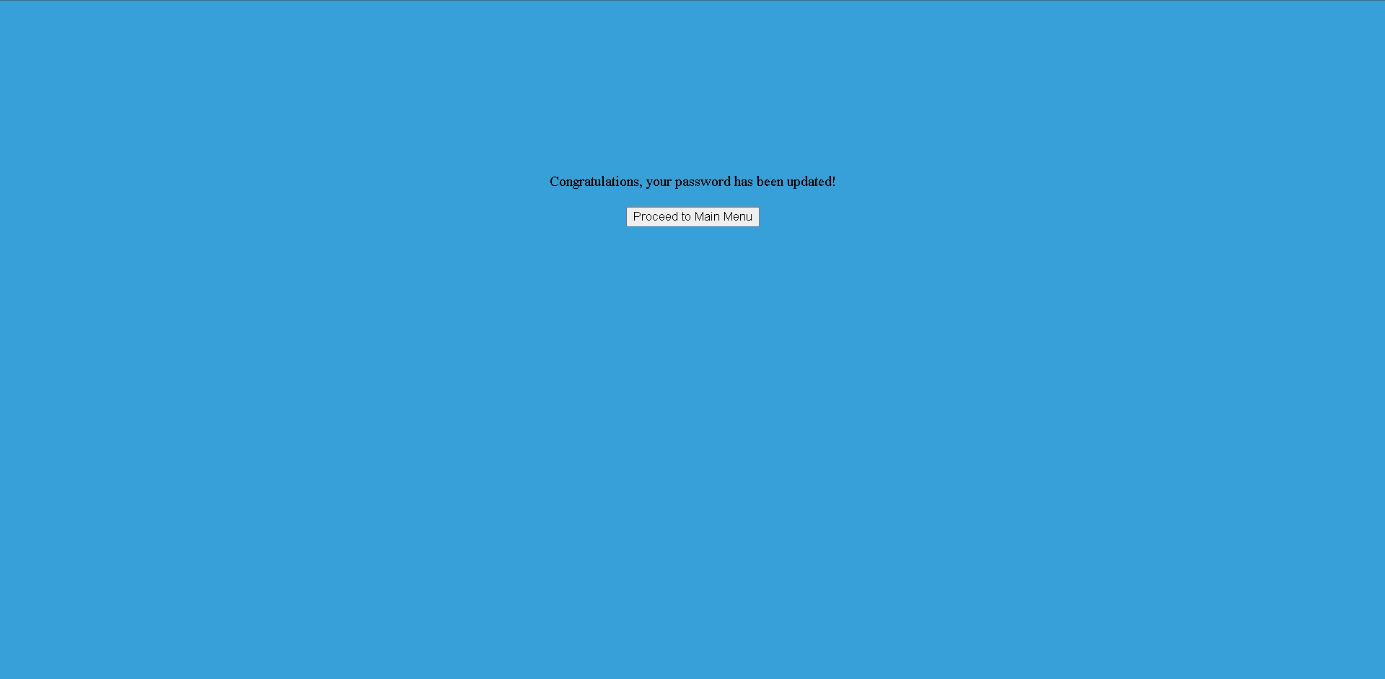 Congratulations, your password has been updated!
Proceed to Main Menu